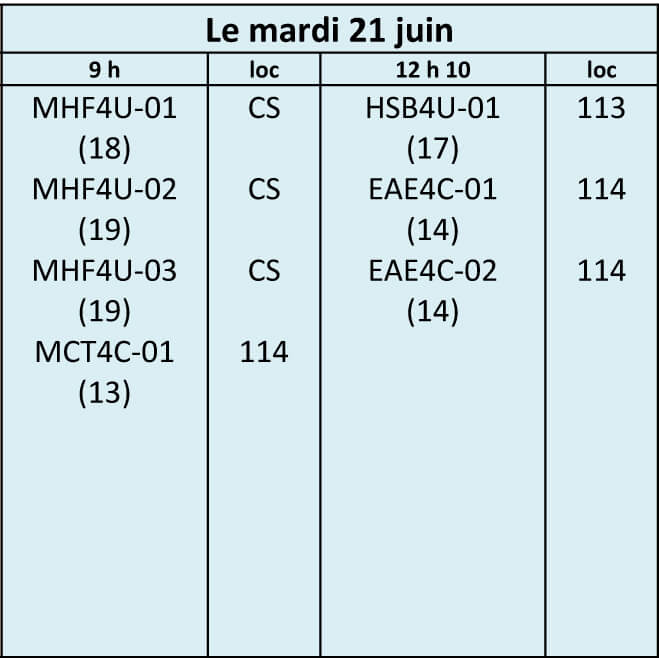 Le mardi 21 juin
9 h loc 12 h 10 loc
MHF4U-01 CS HSB4U-01 113
(18) (17)
MHF4U-02 CS EAE4C-01 114
(19) (14)
MHF4U-03 CS EAE4C-02 114
(19) (14)
MCT4C-01 114
(13)